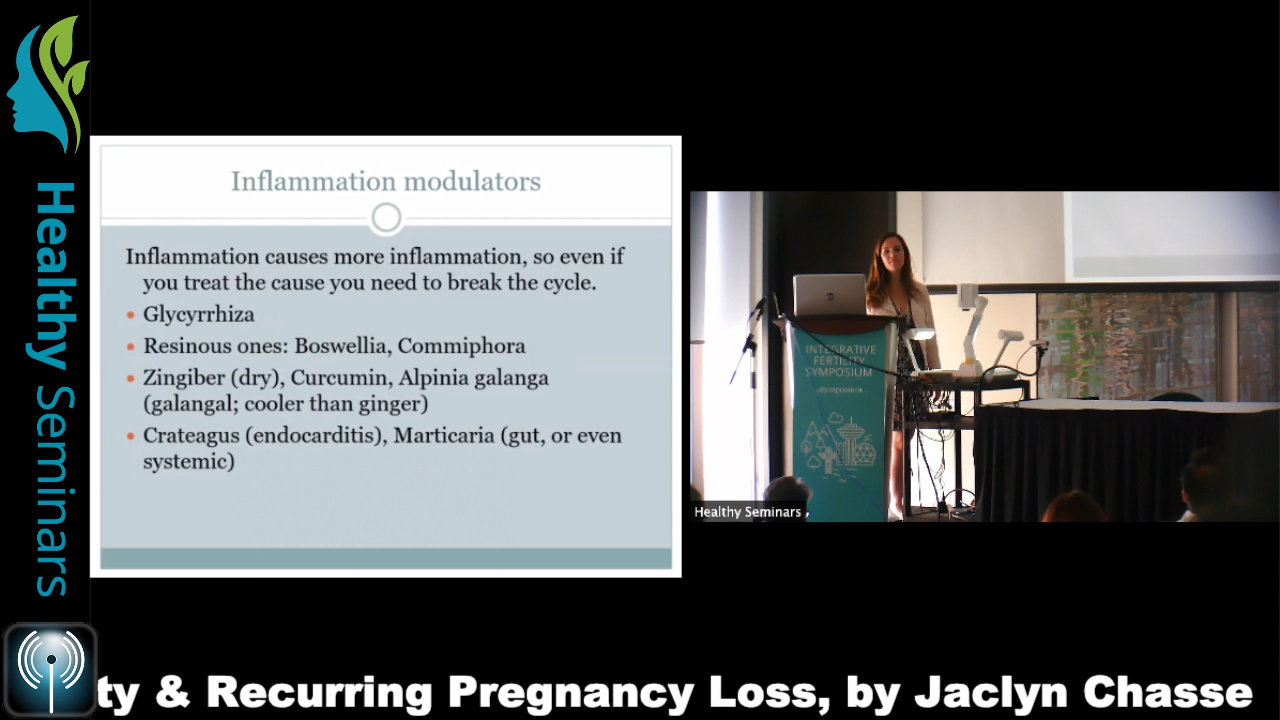 Healthy Seminars
Inflammation modulators
Inflammation causes more inflammation, so even if
you treat the cause you need to break the cycle.
• Glycyrrhiza
• Resinous ones: Boswellia, Commiphora
• Zingiber (dry), Curcumin, Alpinia galanga
(galangal; cooler than ginger)
• Crateagus (endocarditis), Marticaria (gut, or even
systemic)
INTEGRATIVE
FERTILITY
SYMPOSIUM
Healthy Seminars
ty & Recurring Pregnancy Loss, by Jaclyn Chasse